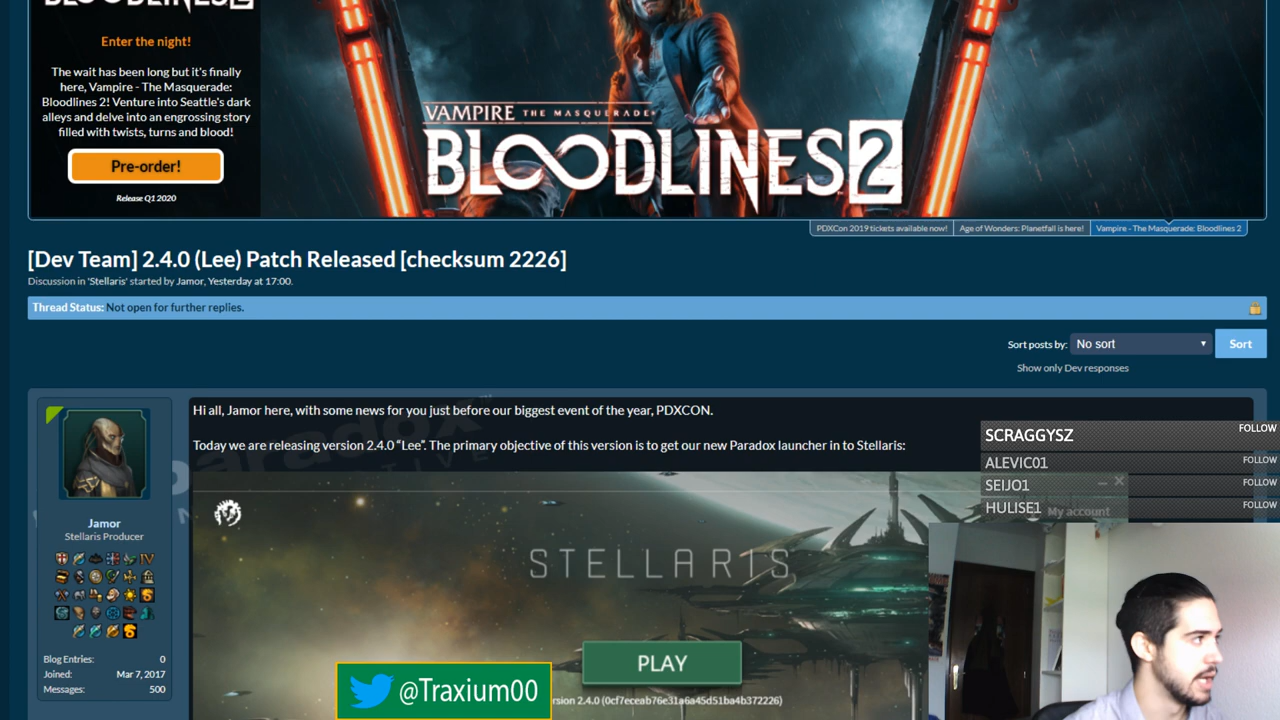 BLOODLINES 2
Enter the night!
The wait has been long but it's finally
here, Vampire - The Masquerade:
Bloodlines 2! Venture into Seattle's dark
alleys and delve into an engrossing story
filled with twists, turns and blood!
Pre-order!
Release Q1 2020
VAMPIRE THE MASQUERADE
BLOODLINES 2
PDXCon 2019 tickets available now!
Age of Wonders: Planetfall is here!
Vampire - The Masquerade: Bloodlines 2
[Dev Team] 2.4.0 (Lee) Patch Released [checksum 2226]
Discussion in 'Stellaris' started by Jamor, Yesterday at 17:00.
Thread Status: Not open for further replies.
Sort posts by: No sort Sort
Show only Dev responses
Hi all, Jamor here, with some news for you just before our biggest event of the year, PDXCON.
Today we are releasing version 2.4.0 “Lee”. The primary objective of this version is to get our new Paradox launcher in to Stellaris:
Jamor
Stellaris Producer
Blog Entries: 0
Joined: Mar 7, 2017
Messages: 500
SCRAGGYSZ FOLLOW
ALEVIC01 FOLLOW
SEIJO1 FOLLOW
HULISE1 FOLLOW
My account
STELLARIS
PLAY
@Traxium00
rsion 2.4.0 (0cf7eceab76e31a6a45d51ba4b372226)